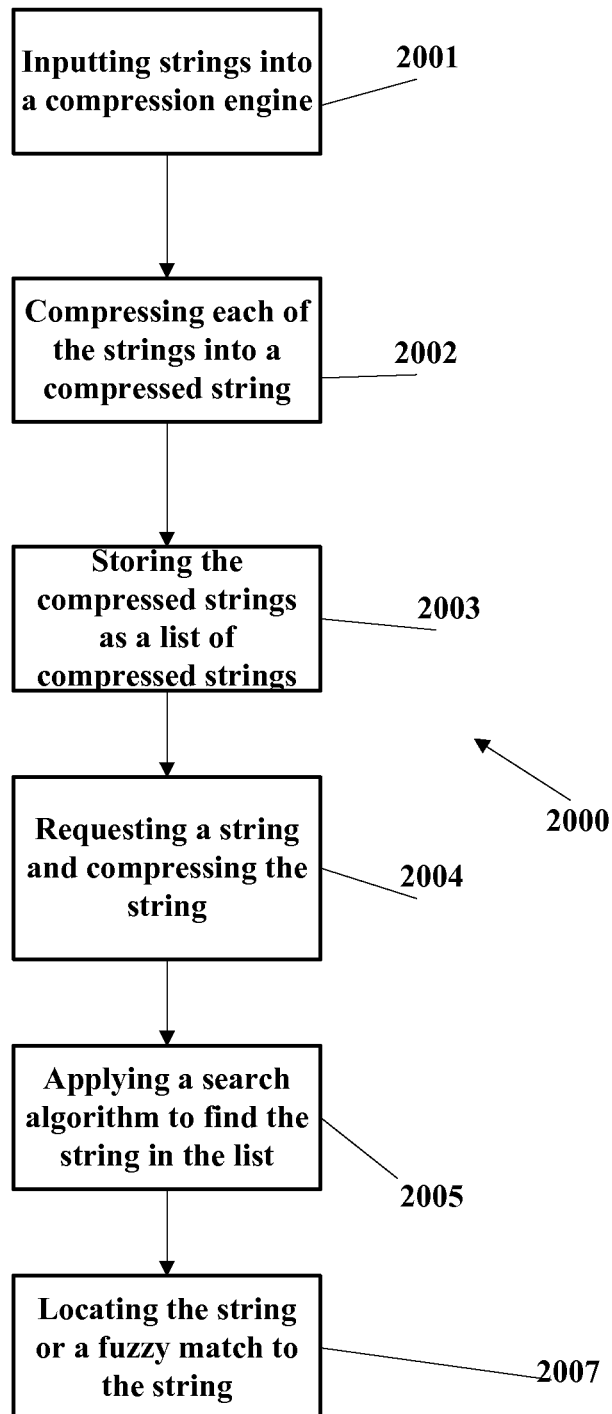 Inputting strings into
a compression engine
2001
Compressing each of
the strings into a
compressed string
2002
Storing the
compressed strings
as a list of
compressed strings
2003
2000
Requesting a string
and compressing the
string
2004
Applying a search
algorithm to find the
string in the list
2005
Locating the string
or a fuzzy match to
the string
2007